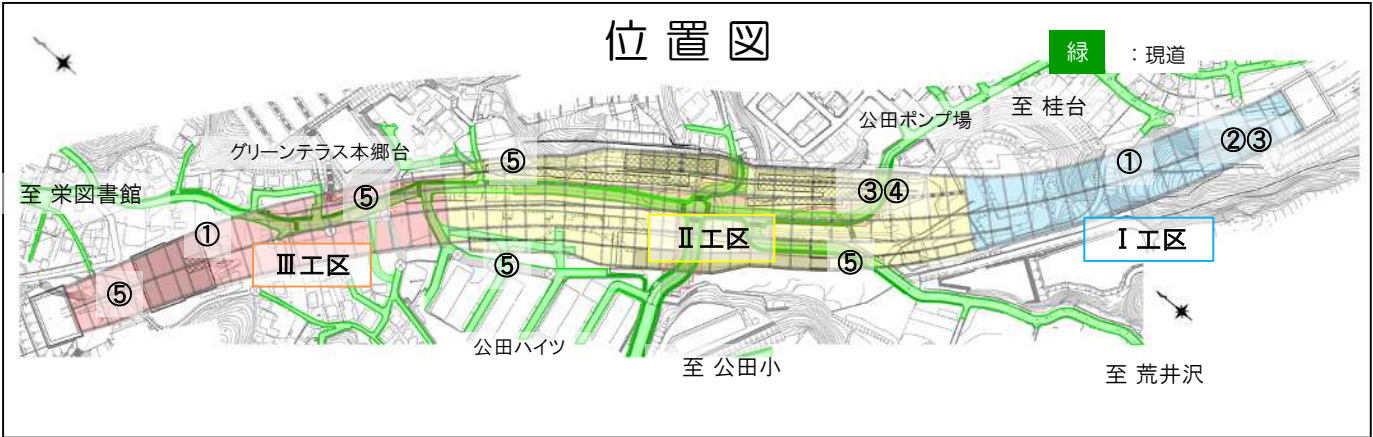 位置図
緑 :現道
公田ポンプ場
至 桂台
②③
グリーンテラス本郷台
⑤
①
至 栄図書館
⑤
③④
①
Ⅱ工区
Ⅰ工区
Ⅲ工区
⑤
⑤
⑤
公田ハイツ
至 公田小
至 荒井沢